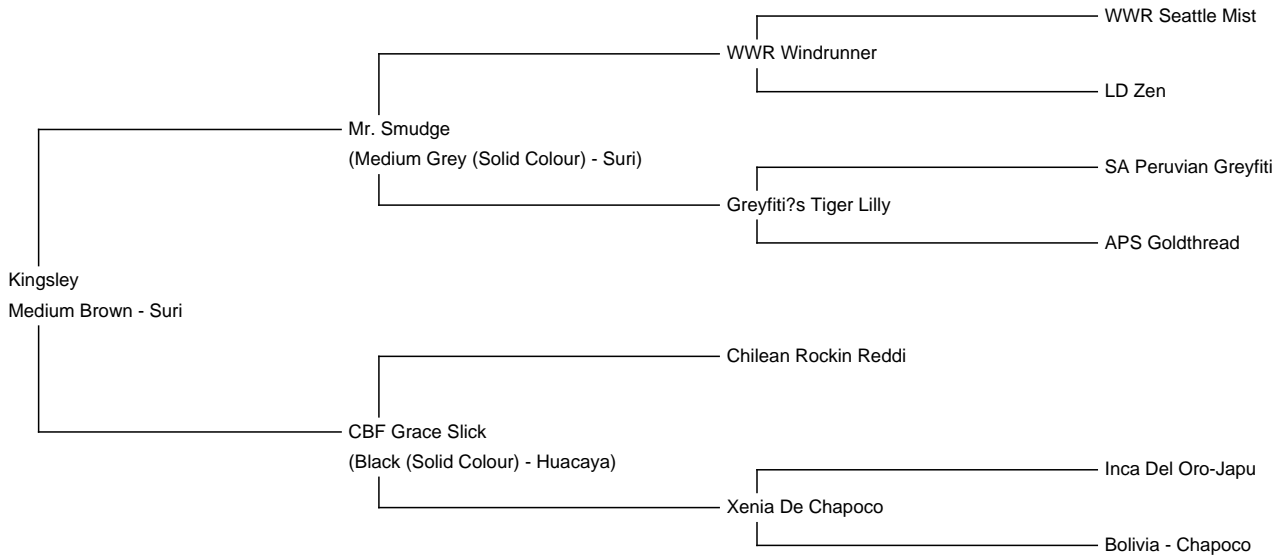 WWR Seattle Mist
WWR Windrunner
LD Zen
Mr. Smudge
(Medium Grey (Solid Colour) - Suri)
SA Peruvian Greyfiti
Greyfiti?s Tiger Lilly
APS Goldthread
Kingsley
Medium Brown - Suri
Chilean Rockin Reddi
CBF Grace Slick
(Black (Solid Colour) - Huacaya)
Inca Del Oro-Japu
Xenia De Chapoco
Bolivia - Chapoco